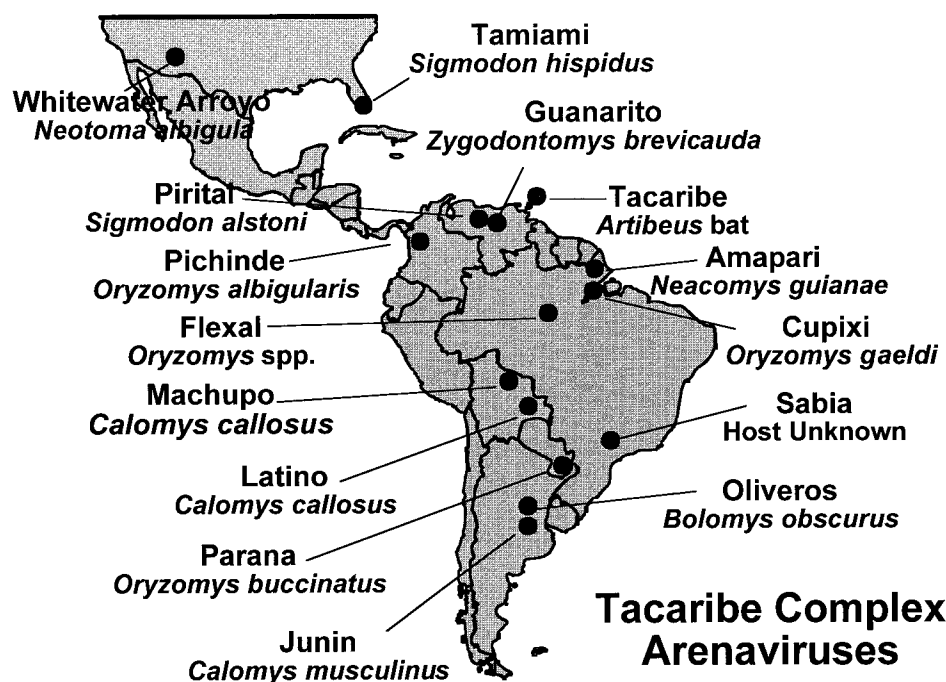 Tamiami
Sigmodon hispidus
Whitewater Arroyo
Neotoma albigula
Guanarito
Zygodontomys brevicauda
Pirital
Sigmodon alstoni
Tacaribe
Artibeus bat
Pichinde
Oryzomys albigularis
Amapari
Neacomys guianae
Flexal
Oryzomys spp.
Cupixi
Oryzomys gaeldi
Machupo
Calomys callosus
Sabia
Host Unknown
Latino
Calomys callosus
Oliveros
Bolomys obscurus
Parana
Oryzomys buccinatus
Junin
Calomys musculinus
Tacaribe Complex
Arenaviruses